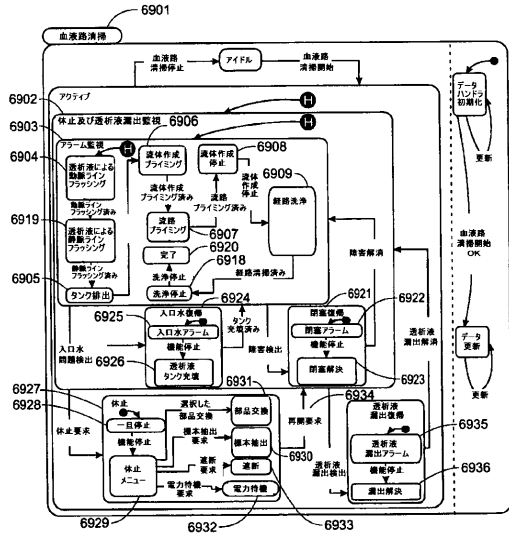 6901
血液路清掃
血液路
清掃停止
アイドル
血液路
清掃開始
データ
ハンドラ
初期化
更新
アクティブ
6902
休止及び透析液漏出監視
H
6903
6906
アラーム監視
H
H
6908
6904
透析液による
動脈ライン
フラッシング
流体作成
プライミング
流体作成
停止
6909
動脈ライン
フラッシング済み
流体作成
プライミング
済み
流路
プライミング済み
流体作成
停止
経路洗浄
6919
透析液による
静脈ライン
フラッシング
流路
プライミング
6907
6920
完了
6918
洗浄停止
静脈ライン
フラッシング済み
6905
タンク排出
経路清掃済み
障害解消
血液路
清掃開始
OK
6924
6921
6925
入口水復帰
入口水アラーム
機能停止
6926
透析液
タンク充填
タンク
充填済み
障害検出
閉塞復帰
6922
閉塞アラーム
機能停止
閉塞解決
6923
透析液
漏出解消
データ
更新
更新
入口水
問題検出
6927
6928
休止
一旦停止
機能停止
休止
メニュー
6929
休止要求
選択した
部品交換
6931
部品交換
標本抽出
要求
標本抽出
6930
遮断
要求
遮断
6933
電力待機
要求
電力待機
6932
6934
再開要求
透析液
漏出検出
透析液
漏出復帰
6935
透析液
漏出アラーム
機能停止
6936
漏出解決